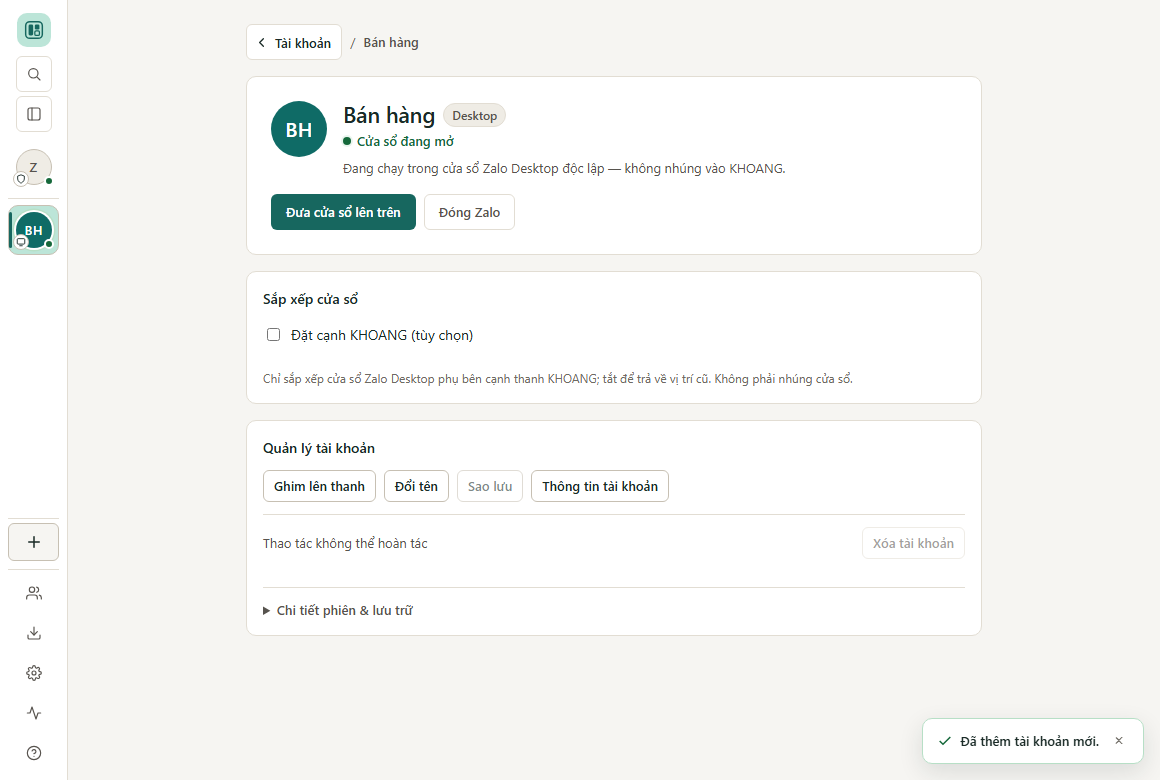 Tài khoản / Bán hàng
BH
Bán hàng Desktop
Cửa sổ đang mở
Đang chạy trong cửa sổ Zalo Desktop độc lập — không nhúng vào KHOANG.
Đưa cửa sổ lên trên Đóng Zalo
Z
BH
Sắp xếp cửa sổ
Đặt cạnh KHOANG (tùy chọn)
Chỉ sắp xếp cửa sổ Zalo Desktop phụ bên cạnh thanh KHOANG; tắt để trả về vị trí cũ. Không phải nhúng cửa sổ.
Quản lý tài khoản
Ghim lên thanh Đổi tên Sao lưu Thông tin tài khoản
Thao tác không thể hoàn tác Xóa tài khoản
Chi tiết phiên & lưu trữ
Đã thêm tài khoản mới.